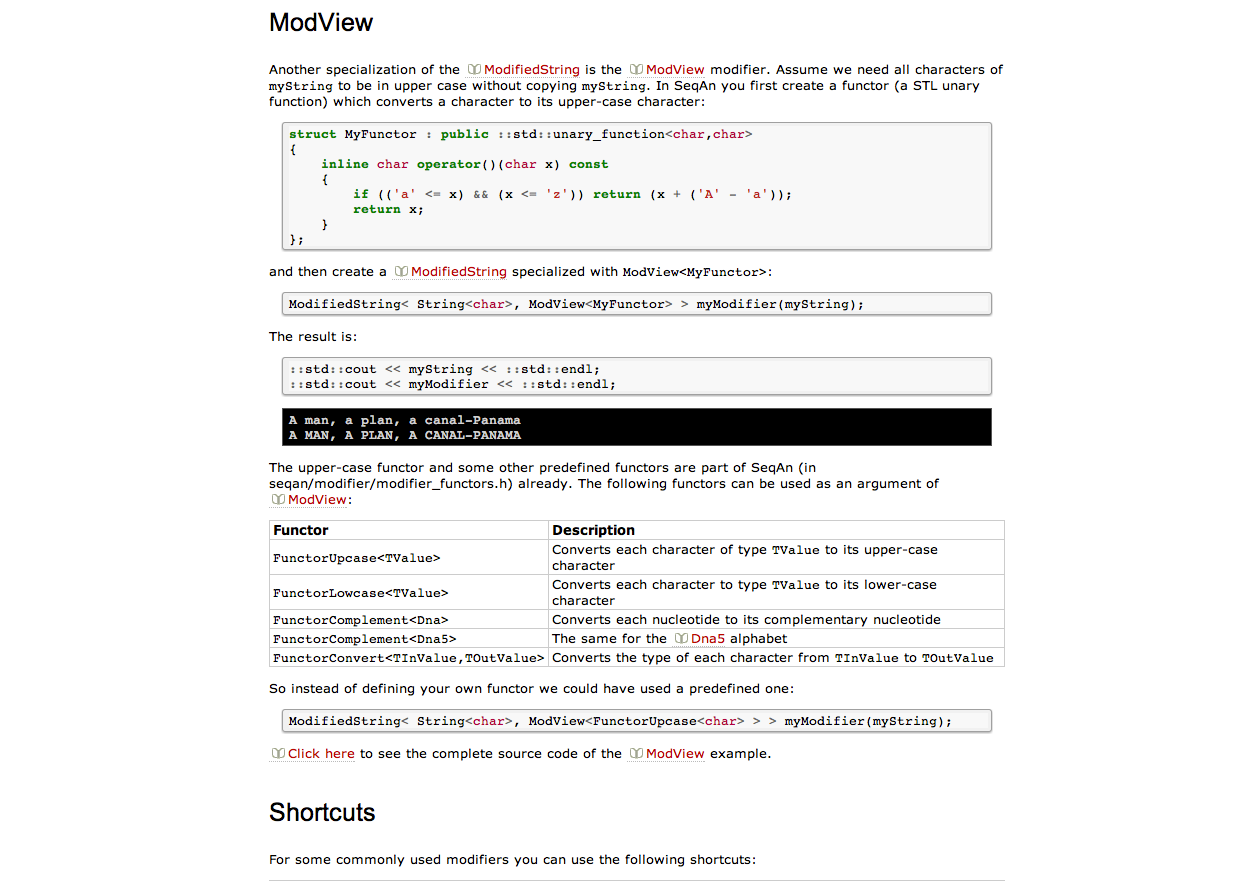 ModView
Another specialization of the ModifiedString is the ModView modifier. Assume we need all characters of
myString to be in upper case without copying myString. In SeqAn you first create a functor (a STL unary
function) which converts a character to its upper-case character:
struct MyFunctor : public ::std::unary_function<char,char>
{
    inline char operator()(char x) const
    {
        if (('a' <= x) && (x <= 'z')) return (x + ('A' - 'a'));
        return x;
    }
};
and then create a ModifiedString specialized with ModView<MyFunctor>:
ModifiedString< String<char>, ModView<MyFunctor> > myModifier(myString);
The result is:
::std::cout << myString << ::std::endl;
::std::cout << myModifier << ::std::endl;
A man, a plan, a canal-Panama
A MAN, A PLAN, A CANAL-PANAMA
The upper-case functor and some other predefined functors are part of SeqAn (in
seqan/modifier/modifier_functors.h) already. The following functors can be used as an argument of
ModView:
Functor Description
FunctorUpcase<TValue> Converts each character of type TValue to its upper-case
character
FunctorLowcase<TValue> Converts each character to type TValue to its lower-case
character
FunctorComplement<Dna> Converts each nucleotide to its complementary nucleotide
FunctorComplement<Dna5> The same for the Dna5 alphabet
FunctorConvert<TInValue,TOutValue> Converts the type of each character from TInValue to TOutValue
So instead of defining your own functor we could have used a predefined one:
ModifiedString< String<char>, ModView<FunctorUpcase<char> > > myModifier(myString);
Click here to see the complete source code of the ModView example.
Shortcuts
For some commonly used modifiers you can use the following shortcuts: